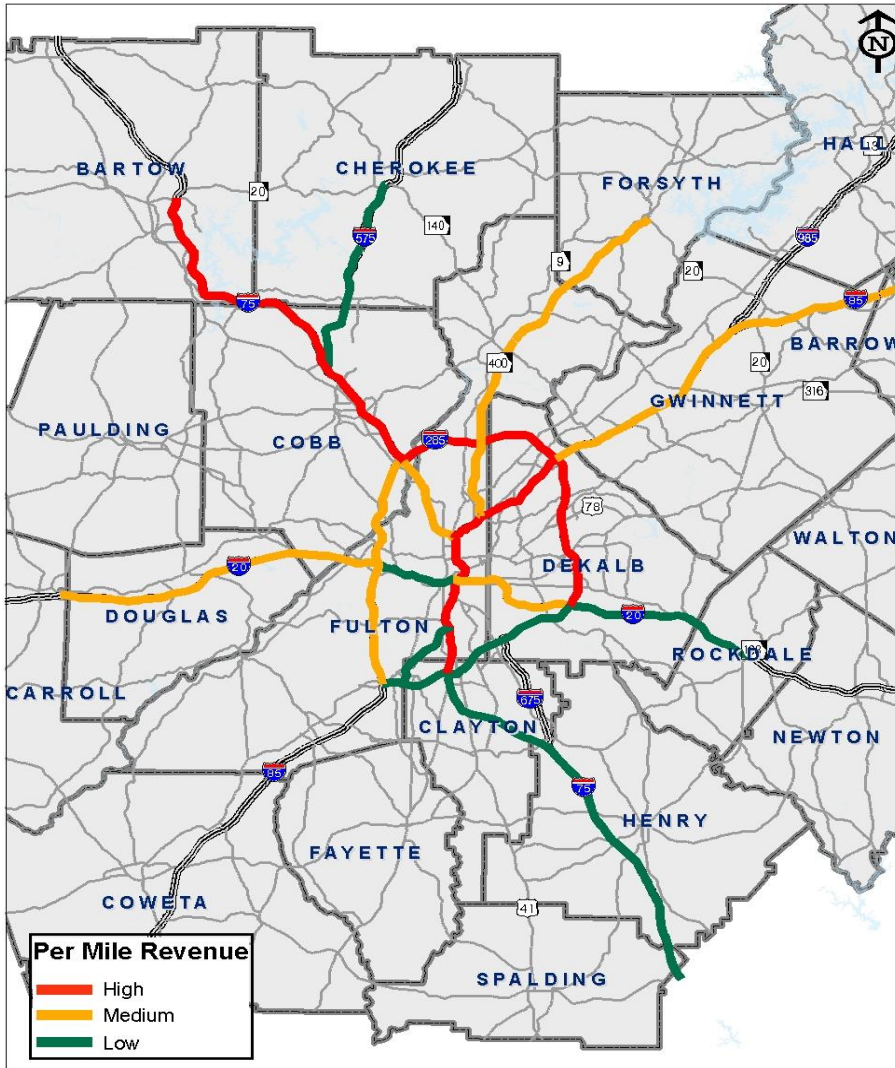 N
HALL
13
BARTOW
CHEROKEE
FORSYTH
20
140
575
985
9
20
75
85
BARROW
400
20
316
GWINNETT
PAULDING
COBB
285
78
WALTON
20
DEKALB
DOUGLAS
FULTON
20
ROCKDALE
CARROLL
675
CLAYTON
NEWTON
85
75
HENRY
FAYETTE
COWETA
41
SPALDING
Per Mile Revenue
High
Medium
Low